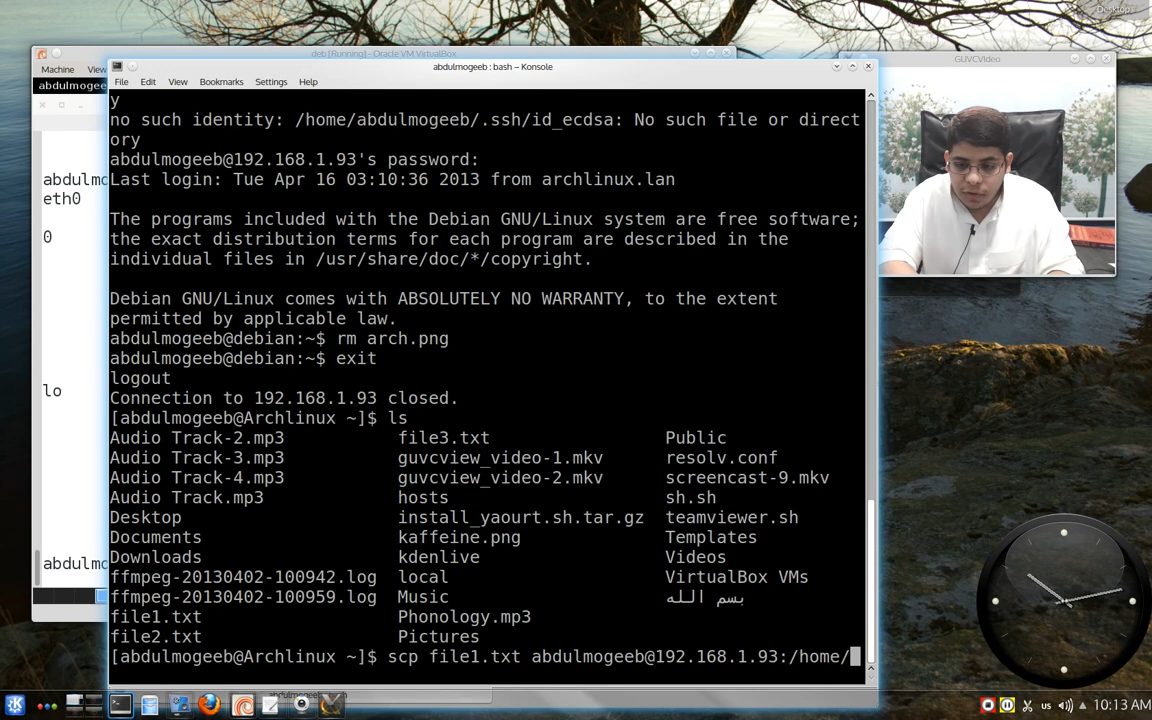 Desktop
deb [Running] - Oracle VM VirtualBox
Machine View
abdulmogeeb : bash – Konsole
GUVCVideo
File Edit View Bookmarks Settings Help
abdulmogee
abdulmo
eth0
0
lo
abdulmo
y
no such identity: /home/abdulmogeeb/.ssh/id_ecdsa: No such file or direct
ory
abdulmogeeb@192.168.1.93's password:
Last login: Tue Apr 16 03:10:36 2013 from archlinux.lan
The programs included with the Debian GNU/Linux system are free software;
the exact distribution terms for each program are described in the
individual files in /usr/share/doc/*/copyright.
Debian GNU/Linux comes with ABSOLUTELY NO WARRANTY, to the extent
permitted by applicable law.
abdulmogeeb@debian:~$ rm arch.png
abdulmogeeb@debian:~$ exit
logout
Connection to 192.168.1.93 closed.
[abdulmogeeb@Archlinux ~]$ ls
Audio Track-2.mp3 file3.txt Public
Audio Track-3.mp3 guvcview_video-1.mkv resolv.conf
Audio Track-4.mp3 guvcview_video-2.mkv screencast-9.mkv
Audio Track.mp3 hosts sh.sh
Desktop install_yaourt.sh.tar.gz teamviewer.sh
Documents kaffeine.png Templates
Downloads kdenlive Videos
ffmpeg-20130402-100942.log local VirtualBox VMs
ffmpeg-20130402-100959.log Music بسم الله
file1.txt Phonology.mp3
file2.txt Pictures
[abdulmogeeb@Archlinux ~]$ scp file1.txt abdulmogeeb@192.168.1.93:/home/
us 10:13 AM